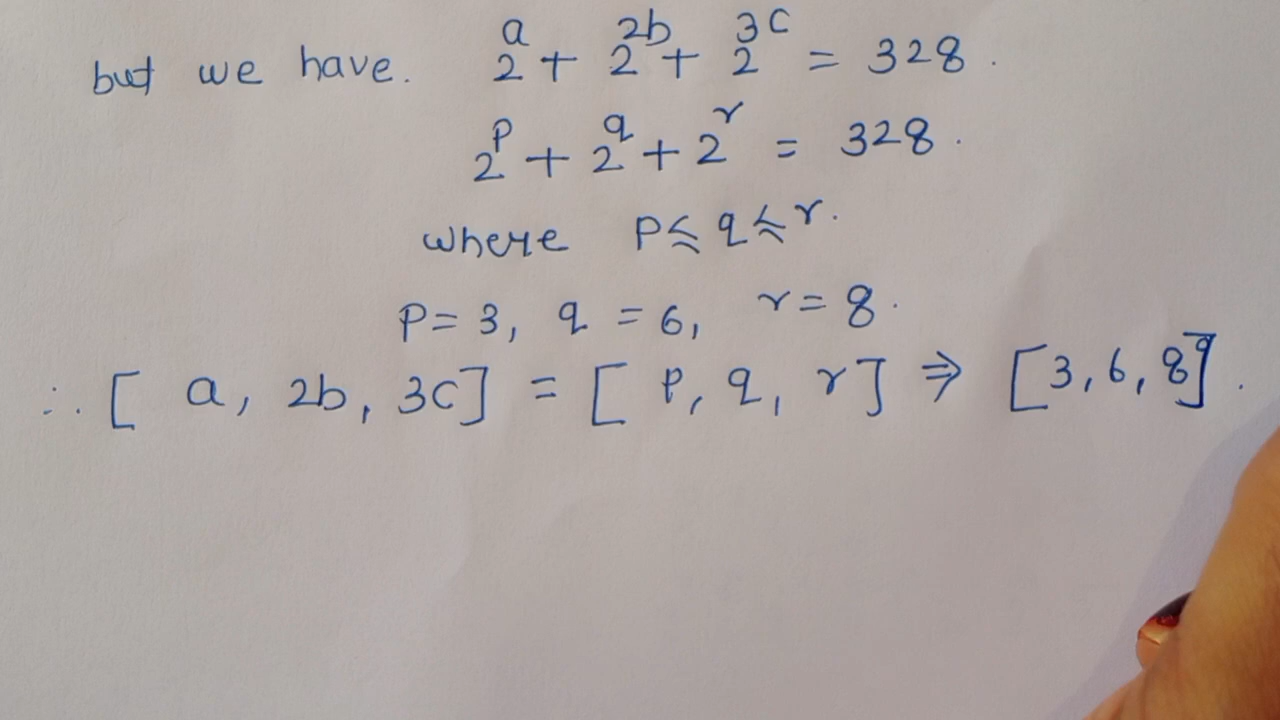 but we have. 2^a + 2^{2b} + 2^{3c} = 328.
2^p + 2^q + 2^r = 328.
where p ≤ q ≤ r.
p = 3, q = 6, r = 8.
∴ [a, 2b, 3c] = [p, q, r] ⇒ [3, 6, 8].